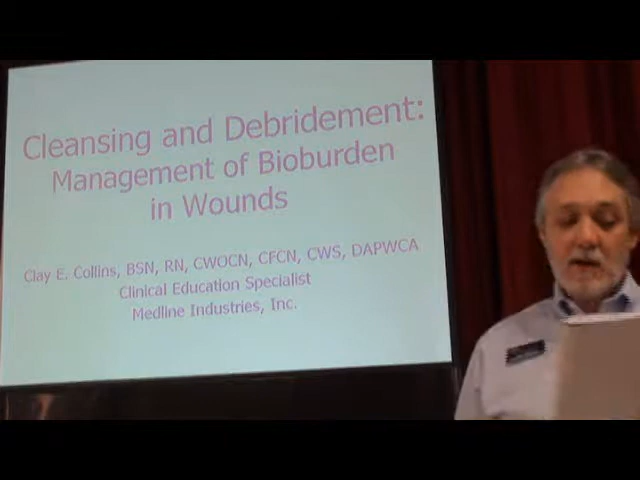 Cleansing and Debridement:
Management of Bioburden
in Wounds
Clay E. Collins, BSN, RN, CWOCN, CFCN, CWS, DAPWCA
Clinical Education Specialist
Medline Industries, Inc.